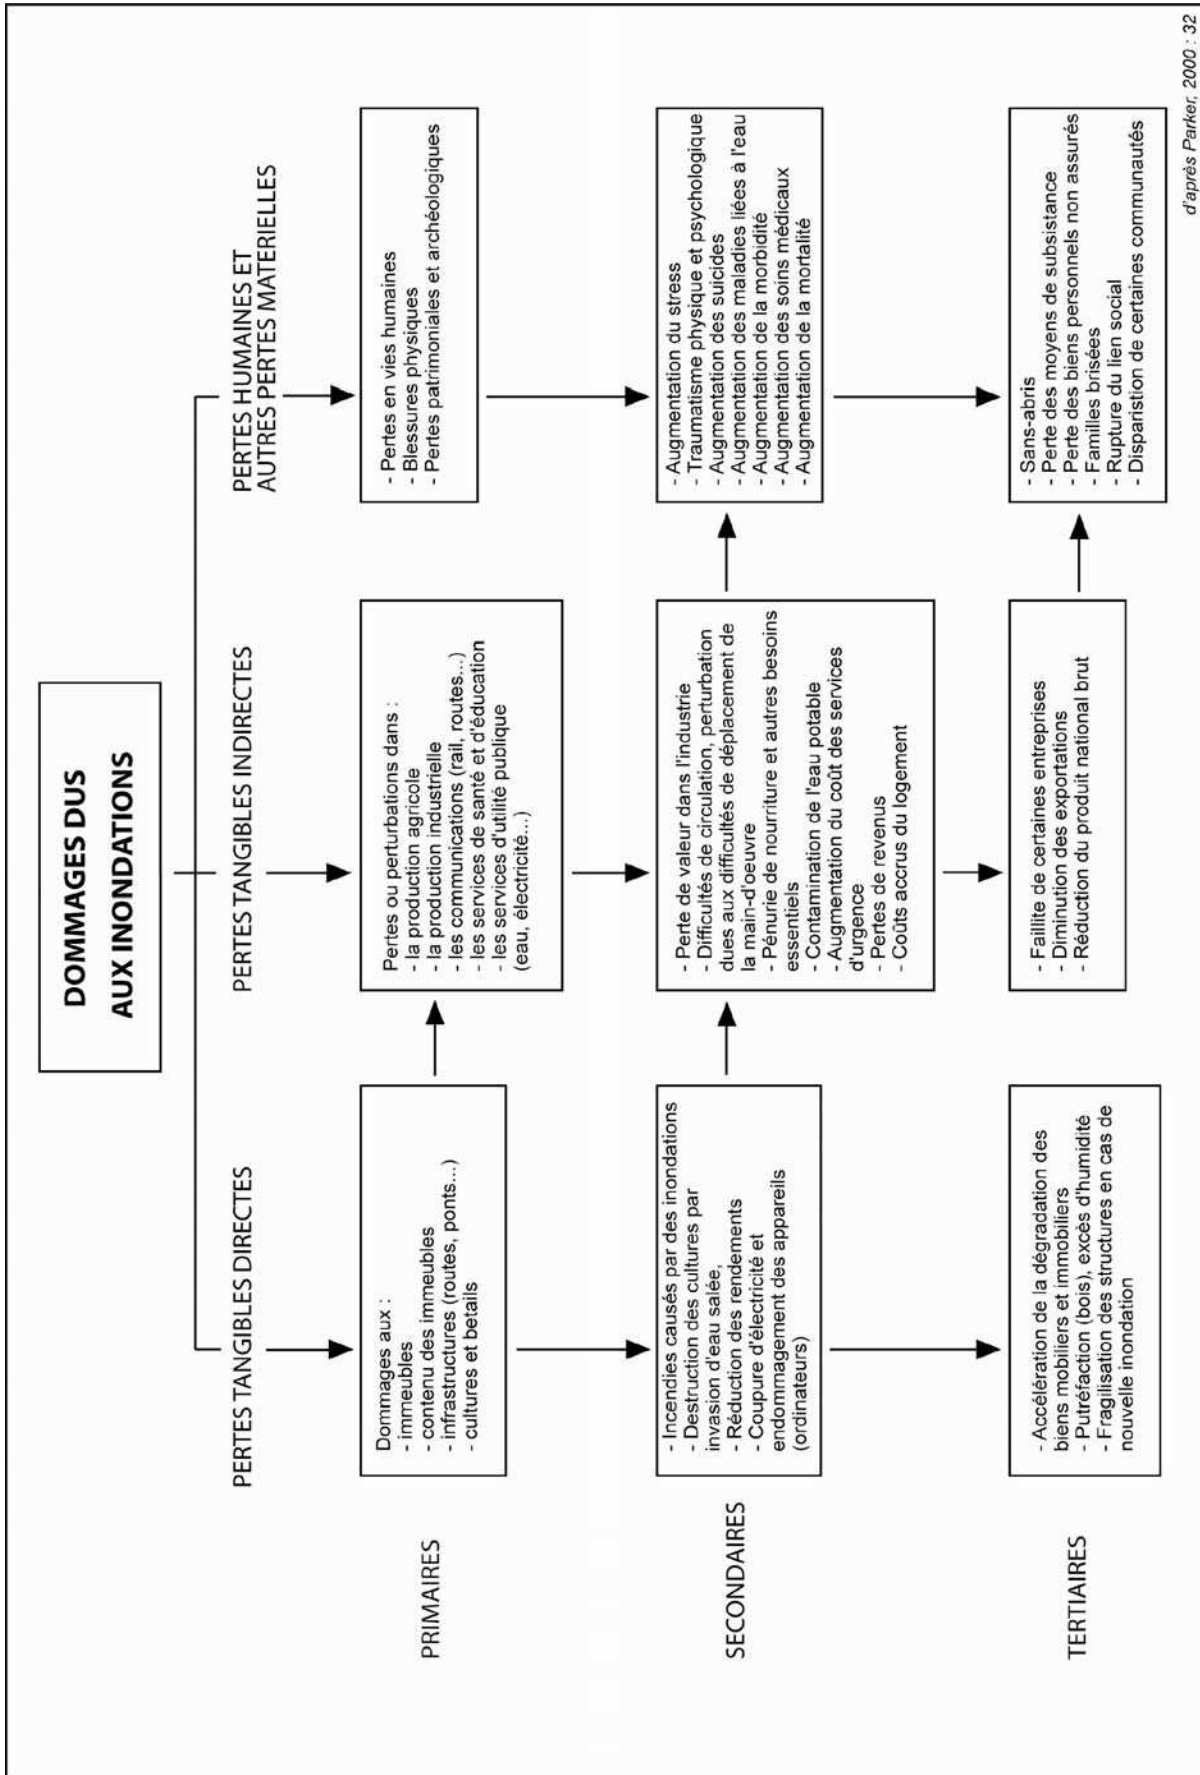 DOMMAGES DUS
AUX INONDATIONS
PERTES TANGIBLES DIRECTES
PERTES TANGIBLES INDIRECTES
PERTES HUMAINES ET
AUTRES PERTES MATERIELLES
PRIMAIRES
Dommages aux :
- immeubles
- contenu des immeubles
- infrastructures (routes, ponts...)
- cultures et betails
Pertes ou perturbations dans :
- la production agricole
- la production industrielle
- les communications (rail, routes...)
- les services de santé et d'éducation
- les services d'utilité publique
(eau, électricité...)
- Pertes en vies humaines
- Blessures physiques
- Pertes patrimoniales et archéologiques
SECONDAIRES
- Incendies causés par des inondations
- Destruction des cultures par
invasion d'eau salée,
- Réduction des rendements
- Coupure d'électricité et
endommagement des appareils
(ordinateurs)
- Perte de valeur dans l'industrie
- Difficultés de circulation, perturbation
dues aux difficultés de déplacement de
la main-d'oeuvre
- Pénurie de nourriture et autres besoins
essentiels
- Contamination de l'eau potable
- Augmentation du coût des services
d'urgence
- Pertes de revenus
- Coûts accrus du logement
- Augmentation du stress
- Traumatisme physique et psychologique
- Augmentation des suicides
- Augmentation des maladies liées à l'eau
- Augmentation de la morbidité
- Augmentation des soins médicaux
- Augmentation de la mortalité
TERTIAIRES
- Accélération de la dégradation des
biens mobiliers et immobiliers
- Putréfaction (bois), excès d'humidité
- Fragilisation des structures en cas de
nouvelle inondation
- Faillite de certaines entreprises
- Diminution des exportations
- Réduction du produit national brut
- Sans-abris
- Perte des moyens de subsistance
- Perte des biens personnels non assurés
- Familles brisées
- Rupture du lien social
- Disparistion de certaines communautés
d'après Parker, 2000 : 32